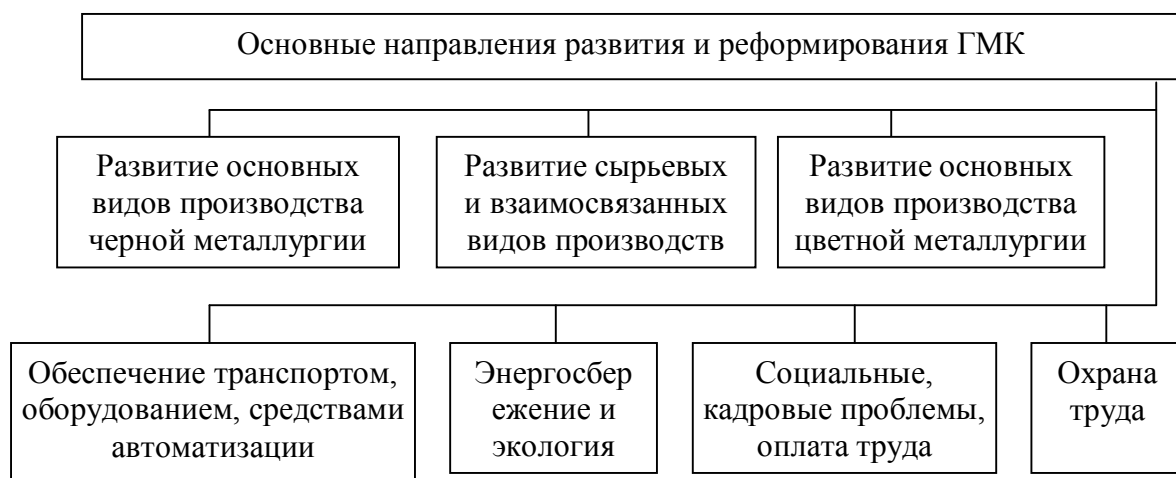 Основные направления развития и реформирования ГМК
Развитие основных
видов производства
черной металлургии
Развитие сырьевых
и взаимосвязанных
видов производств
Развитие основных
видов производства
цветной металлургии
Обеспечение транспортом,
оборудованием, средствами
автоматизации
Энергосбер
ежение и
экология
Социальные,
кадровые проблемы,
оплата труда
Охрана
труда